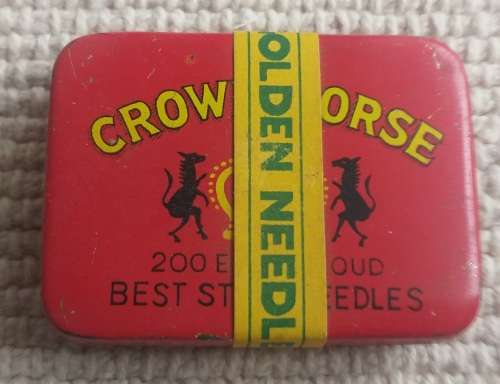 CROW ORSE
200 E OUD
BEST ST EEDLES
OLDEN NEEDL